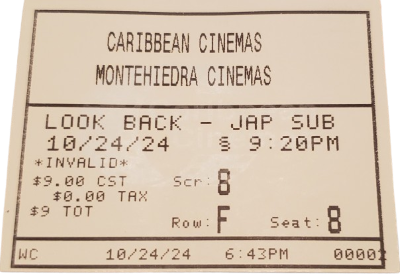 CARIBBEAN CINEMAS
MONTEHIEDRA CINEMAS
LOOK BACK - JAP SUB
10/24/24 @ 9:20PM
*INVALID*
$9.00 CST Scr: 8
$0.00 TAX
$9 TOT Row: F Seat: 8
WC 10/24/24 6:43PM 00002